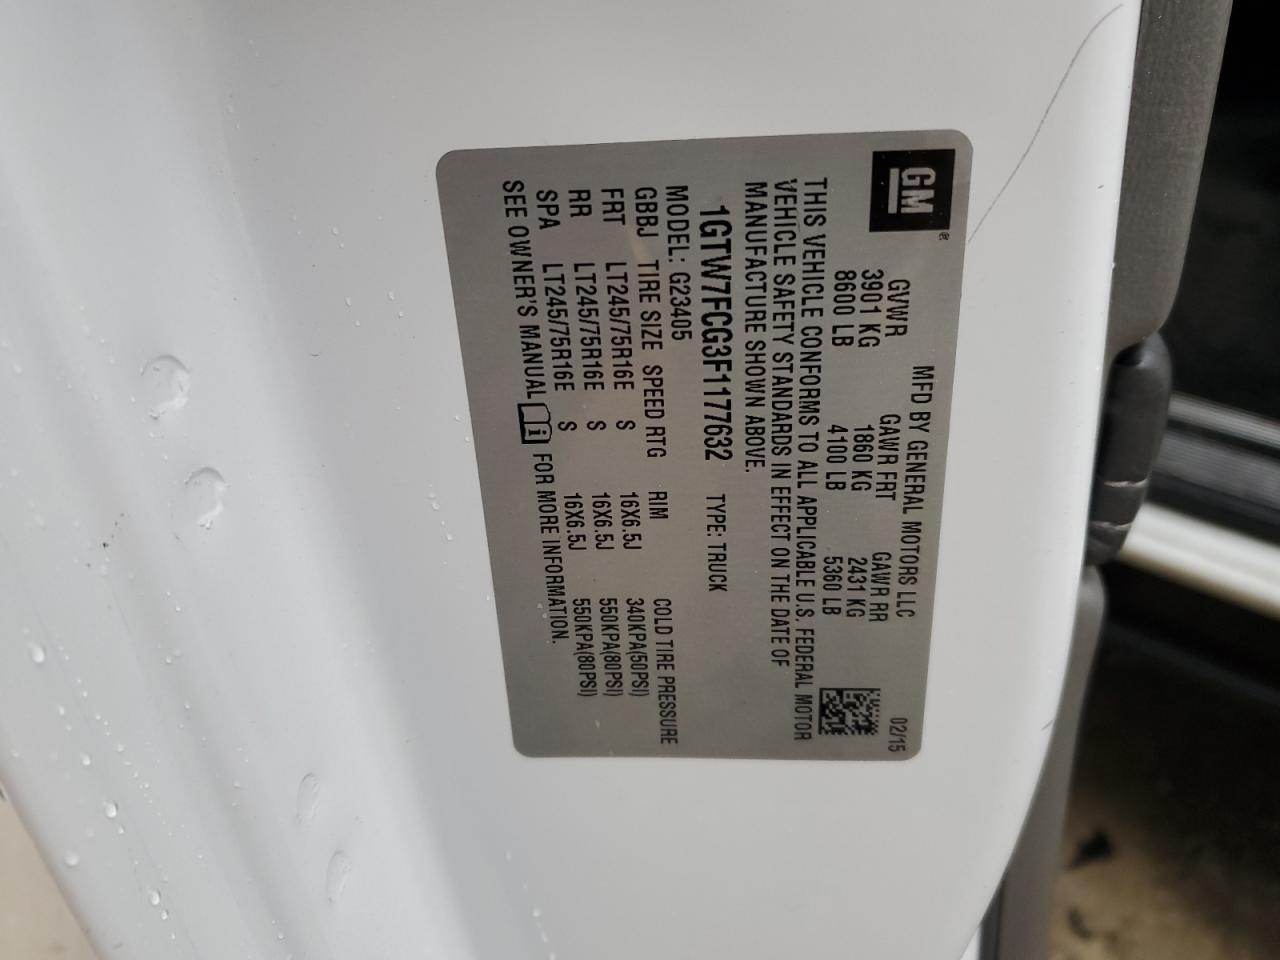 GM®
MFD BY GENERAL MOTORS LLC
02/15
GVWR GAWR FRT GAWR RR
3901 KG 1860 KG 2431 KG
8600 LB 4100 LB 5360 LB
THIS VEHICLE CONFORMS TO ALL APPLICABLE U.S. FEDERAL MOTOR
VEHICLE SAFETY STANDARDS IN EFFECT ON THE DATE OF
MANUFACTURE SHOWN ABOVE.
1GTW7FCG3F1177632 TYPE: TRUCK
MODEL: G23405
GBBJ TIRE SIZE SPEED RTG RIM COLD TIRE PRESSURE
FRT LT245/75R16E S 16X6.5J 340KPA(50PSI)
RR LT245/75R16E S 16X6.5J 550KPA(80PSI)
SPA LT245/75R16E S 16X6.5J 550KPA(80PSI)
SEE OWNER'S MANUAL i FOR MORE INFORMATION.